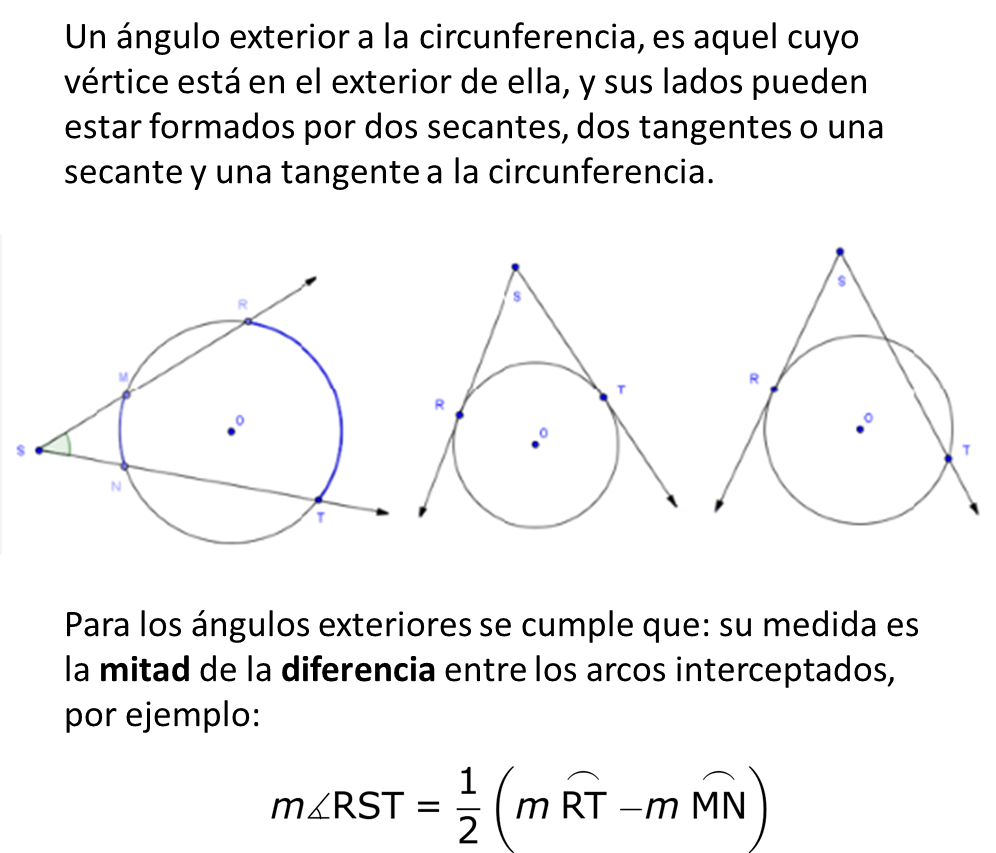 Un ángulo exterior a la circunferencia, es aquel cuyo
vértice está en el exterior de ella, y sus lados pueden
estar formados por dos secantes, dos tangentes o una
secante y una tangente a la circunferencia.
R
M
O
S
N
T
S
R
T
O
S
R
O
T
Para los ángulos exteriores se cumple que: su medida es
la mitad de la diferencia entre los arcos interceptados,
por ejemplo:
m∡RST = 1/2 (m R͡T − m M͡N)